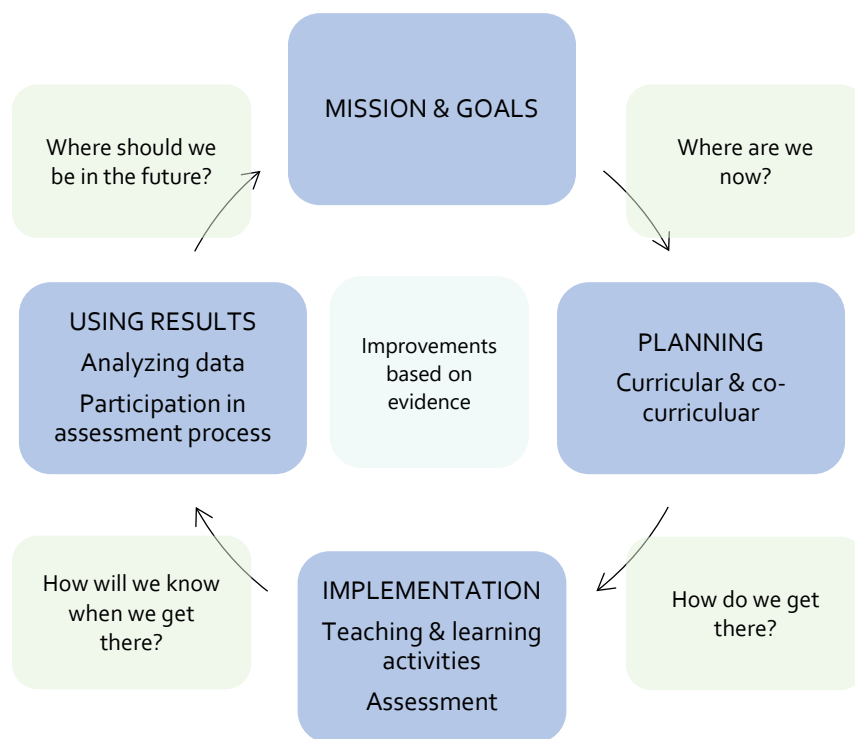 MISSION & GOALS
Where should we
be in the future?
Where are we
now?
USING RESULTS
Analyzing data
Participation in
assessment process
Improvements
based on
evidence
PLANNING
Curricular & co-
curriculuar
How will we know
when we get
there?
IMPLEMENTATION
Teaching & learning
activities
Assessment
How do we get
there?